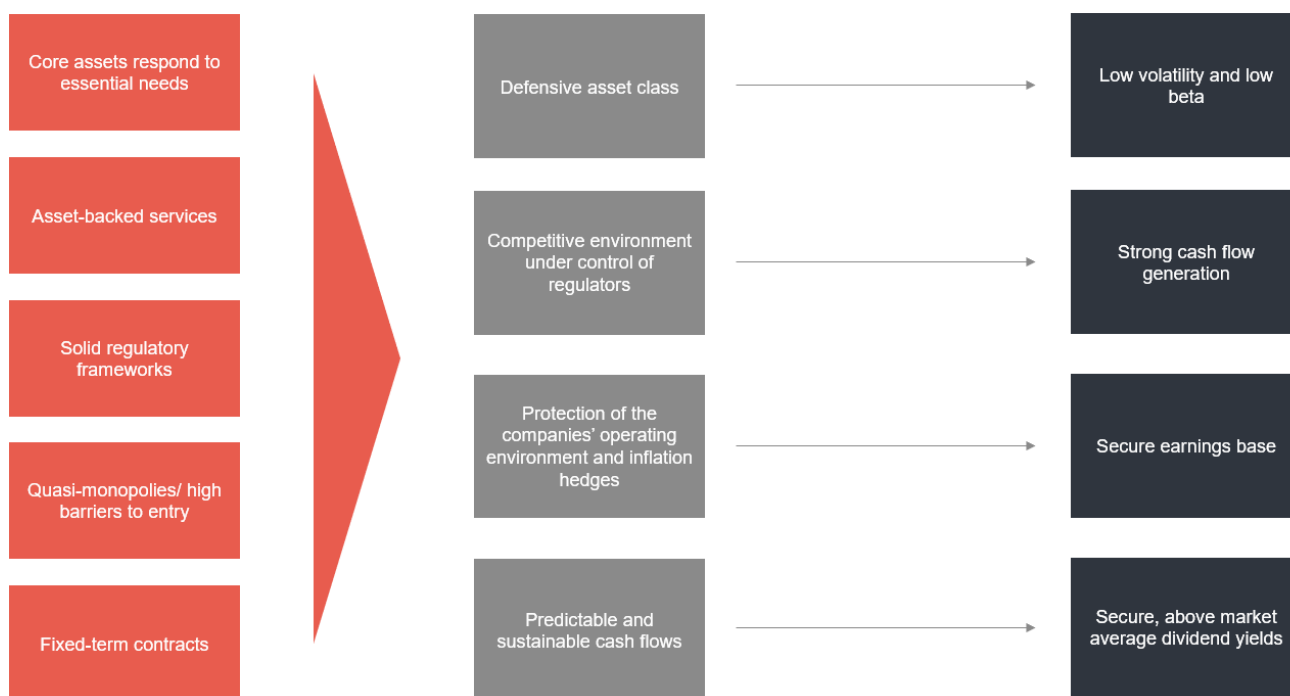 Core assets respond to
essential needs
Asset-backed services
Solid regulatory
frameworks
Quasi-monopolies/ high
barriers to entry
Fixed-term contracts
Defensive asset class
Competitive environment
under control of
regulators
Protection of the
companies’ operating
environment and inflation
hedges
Predictable and
sustainable cash flows
Low volatility and low
beta
Strong cash flow
generation
Secure earnings base
Secure, above market
average dividend yields